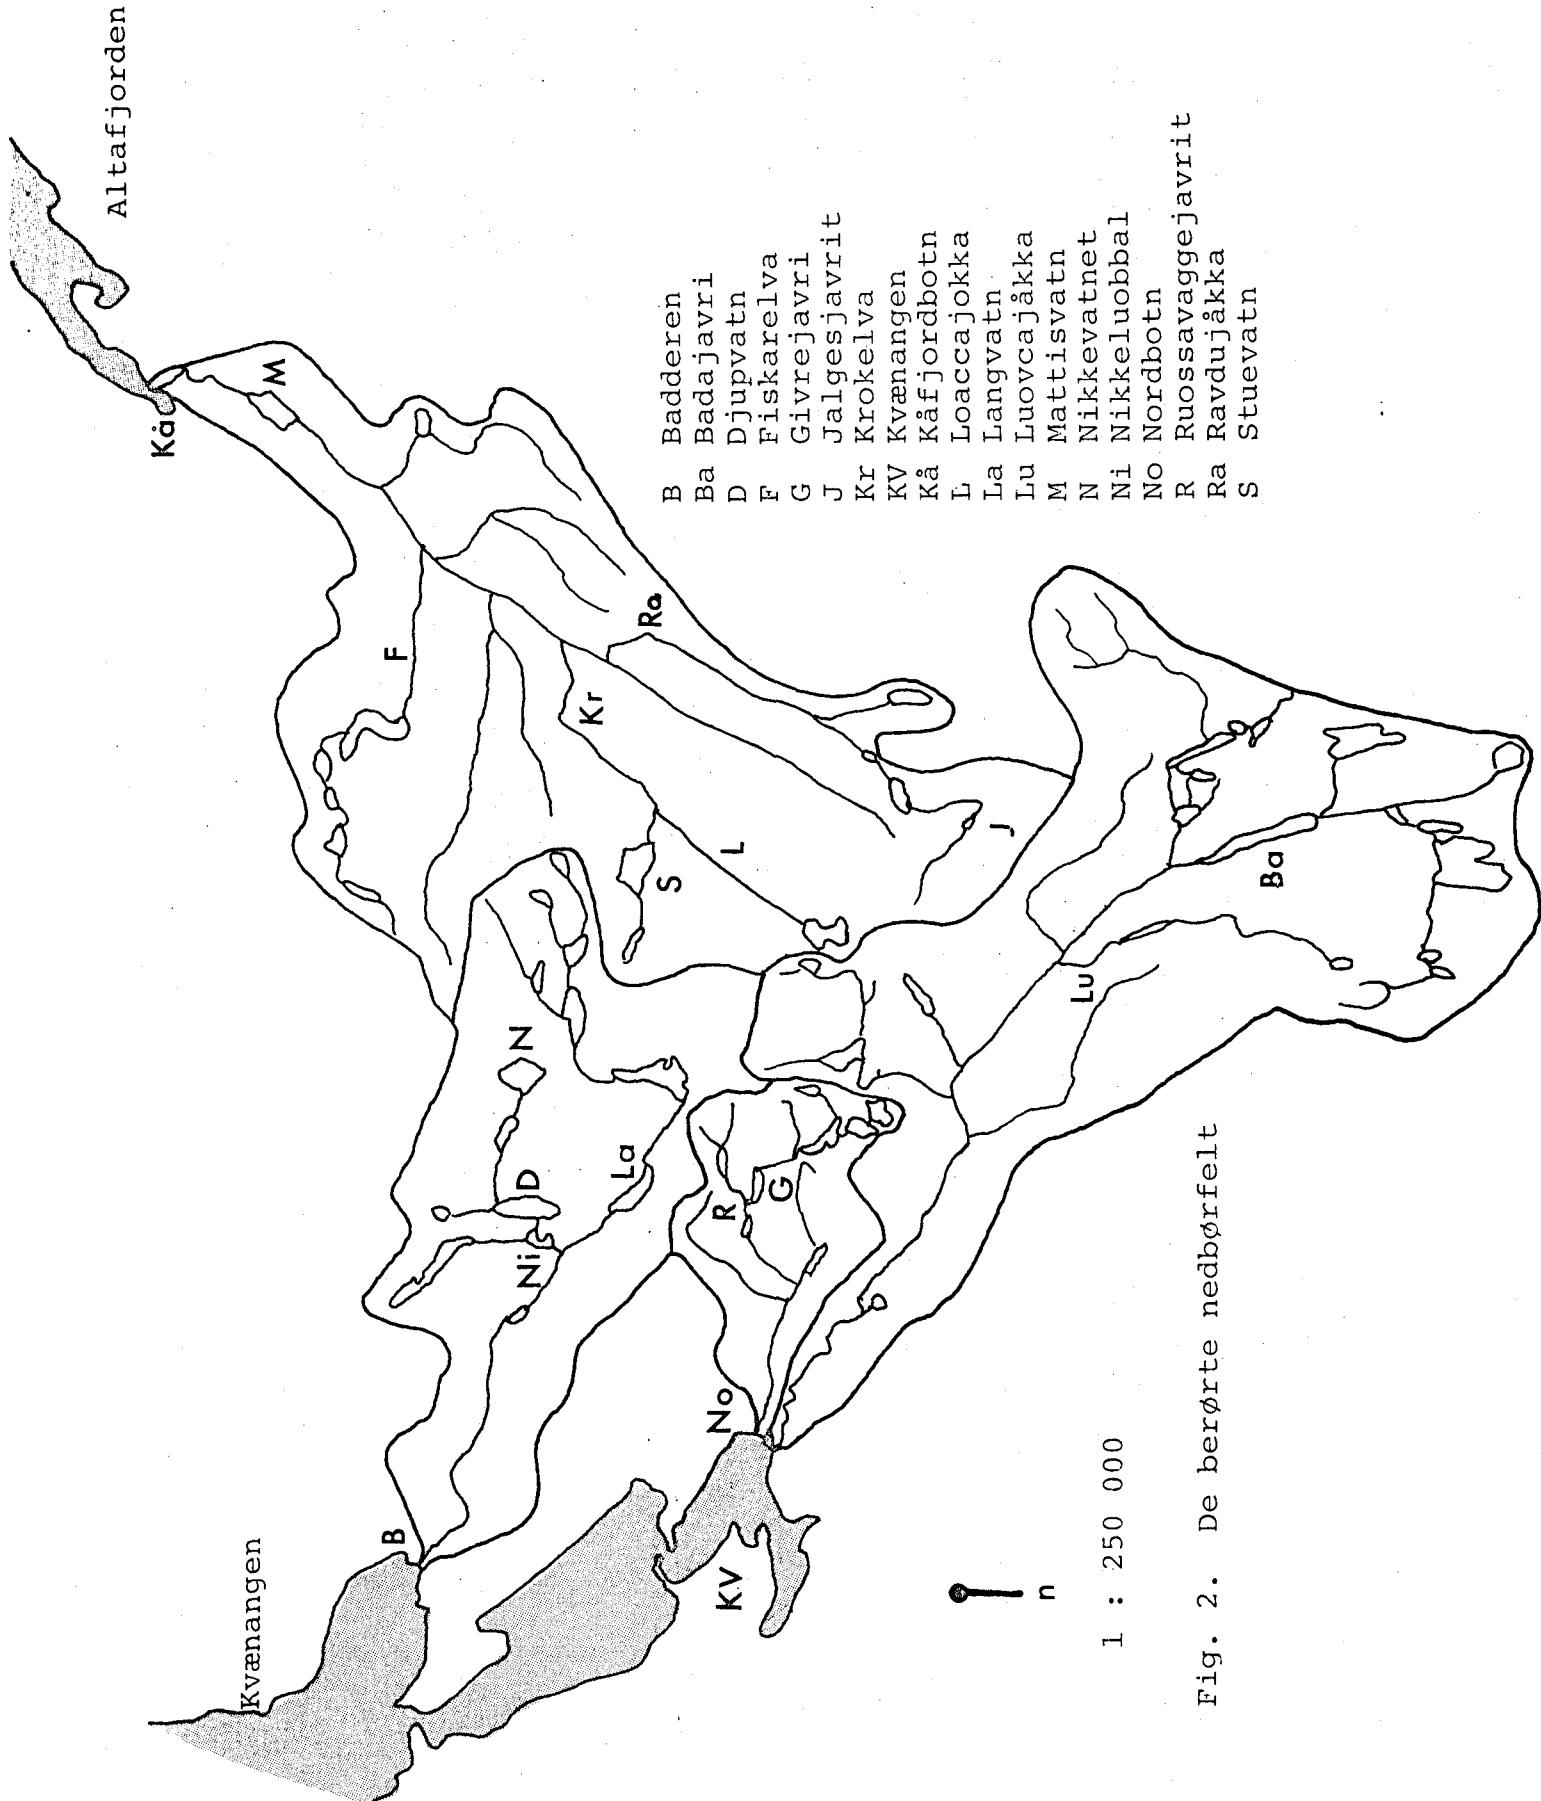 Kvænangen
Altafjorden
B
Kå
M
F
N
D
Ni
La
Kr
Ra
S
L
R
G
No
KV
J
Lu
Ba
B Badderen
Ba Badajavri
D Djupvatn
F Fiskarelva
G Givrejavri
J Jalgesjavrit
Kr Krokelva
KV Kvænangen
Kå Kåfjordbotn
L Loaccajokka
La Langvatn
Lu Luovcajåkka
M Mattisvatn
N Nikkevatnet
Ni Nikkeluobbal
No Nordbotn
R Ruossavaggejavrit
Ra Ravdujåkka
S Stuevatn
n
1 : 250 000
Fig. 2. De berørte nedbørfelt